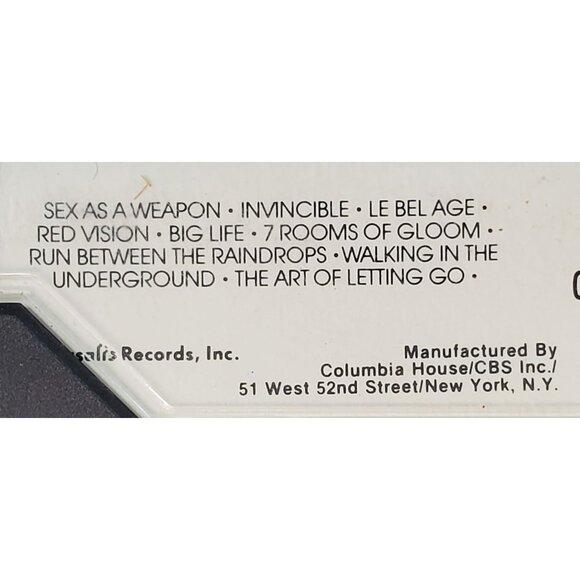 SEX AS A WEAPON • INVINCIBLE • LE BEL AGE •
RED VISION • BIG LIFE • 7 ROOMS OF GLOOM •
RUN BETWEEN THE RAINDROPS • WALKING IN THE
UNDERGROUND • THE ART OF LETTING GO •
Records, Inc.
Manufactured By
Columbia House/CBS Inc./
51 West 52nd Street/New York, N.Y.